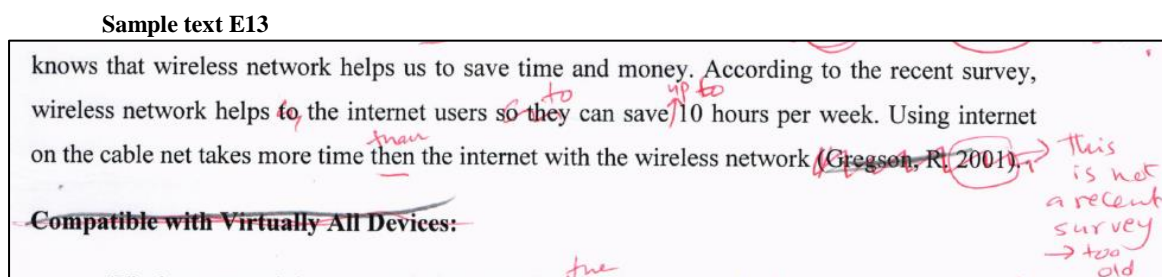 Sample text E13
knows that wireless network helps us to save time and money. According to the recent survey,
to up to
wireless network helps to the internet users so they can save 10 hours per week. Using internet
than
on the cable net takes more time then the internet with the wireless network (Gregson, R. 2001).
This
is not
a recent
survey
→ too
old
Compatible with Virtually All Devices:
the